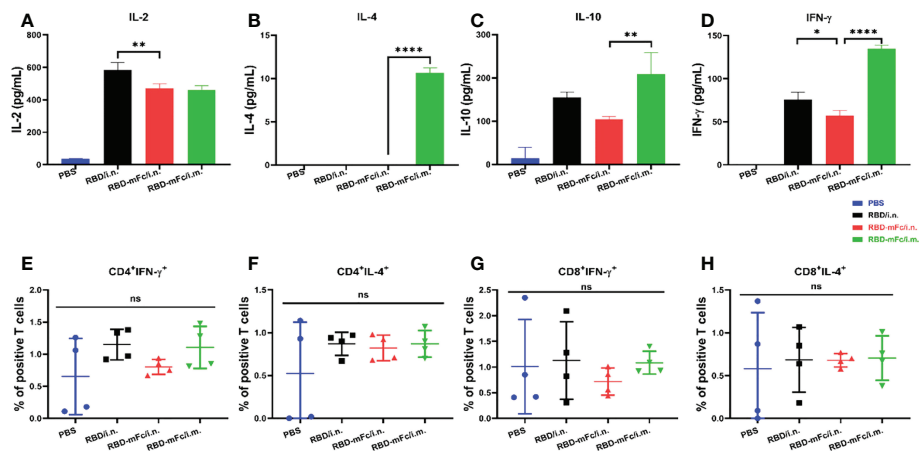 A
IL-2
IL-2 (pg/mL)
800
600
400
200
0
**
PBS
RBD/i.n.
RBD-mFc/i.n.
RBD-mFc/i.m.
B
IL-4
IL-4 (pg/mL)
15
10
5
0
****
PBS
RBD/i.n.
RBD-mFc/i.n.
RBD-mFc/i.m.
C
IL-10
IL-10 (pg/mL)
300
200
100
0
**
PBS
RBD/i.n.
RBD-mFc/i.n.
RBD-mFc/i.m.
D
IFN-γ
IFN-γ (pg/mL)
150
100
50
0
*
****
PBS
RBD/i.n.
RBD-mFc/i.n.
RBD-mFc/i.m.
PBS
RBD/i.n.
RBD-mFc/i.n.
RBD-mFc/i.m.
E
CD4⁺IFN-γ⁺
% of positive T cells
2.0
1.5
1.0
0.5
0.0
ns
PBS
RBD/i.n.
RBD-mFc/i.n.
RBD-mFc/i.m.
F
CD4⁺IL-4⁺
% of positive T cells
1.5
1.0
0.5
0.0
ns
PBS
RBD/i.n.
RBD-mFc/i.n.
RBD-mFc/i.m.
G
CD8⁺IFN-γ⁺
% of positive T cells
2.5
2.0
1.5
1.0
0.5
0.0
ns
PBS
RBD/i.n.
RBD-mFc/i.n.
RBD-mFc/i.m.
H
CD8⁺IL-4⁺
% of positive T cells
1.5
1.0
0.5
0.0
ns
PBS
RBD/i.n.
RBD-mFc/i.n.
RBD-mFc/i.m.